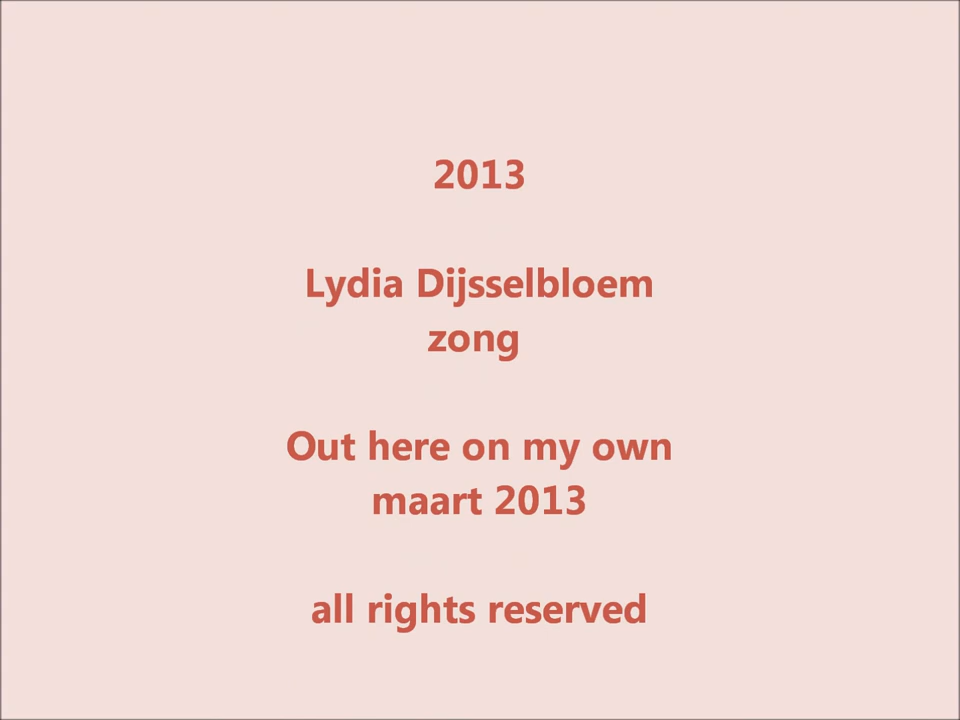 2013
Lydia Dijsselbloem
zong
Out here on my own
maart 2013
all rights reserved